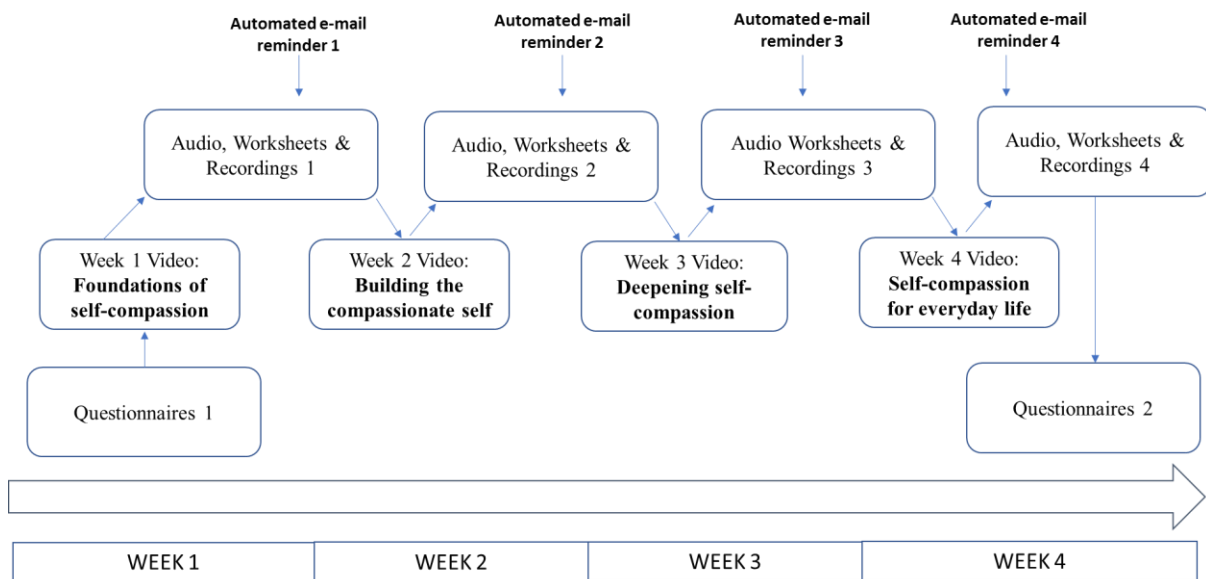 Automated e-mail
reminder 1
Automated e-mail
reminder 2
Automated e-mail
reminder 3
Automated e-mail
reminder 4
Audio, Worksheets &
Recordings 1
Audio, Worksheets &
Recordings 2
Audio Worksheets &
Recordings 3
Audio, Worksheets &
Recordings 4
Week 1 Video:
Foundations of
self-compassion
Week 2 Video:
Building the
compassionate self
Week 3 Video:
Deepening self-
compassion
Week 4 Video:
Self-compassion
for everyday life
Questionnaires 1
Questionnaires 2
WEEK 1
WEEK 2
WEEK 3
WEEK 4